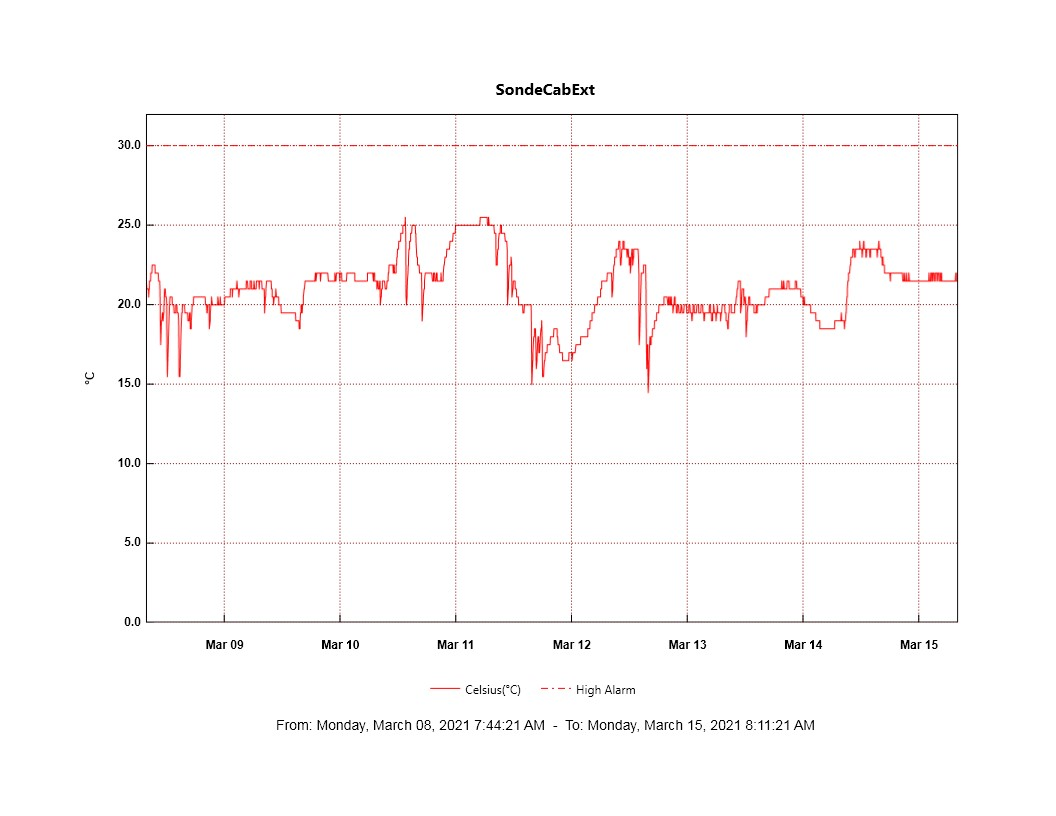 SondeCabExt
30.0
25.0
20.0
15.0
10.0
5.0
0.0
°C
Mar 09 Mar 10 Mar 11 Mar 12 Mar 13 Mar 14 Mar 15
Celsius(°C) High Alarm
From: Monday, March 08, 2021 7:44:21 AM - To: Monday, March 15, 2021 8:11:21 AM